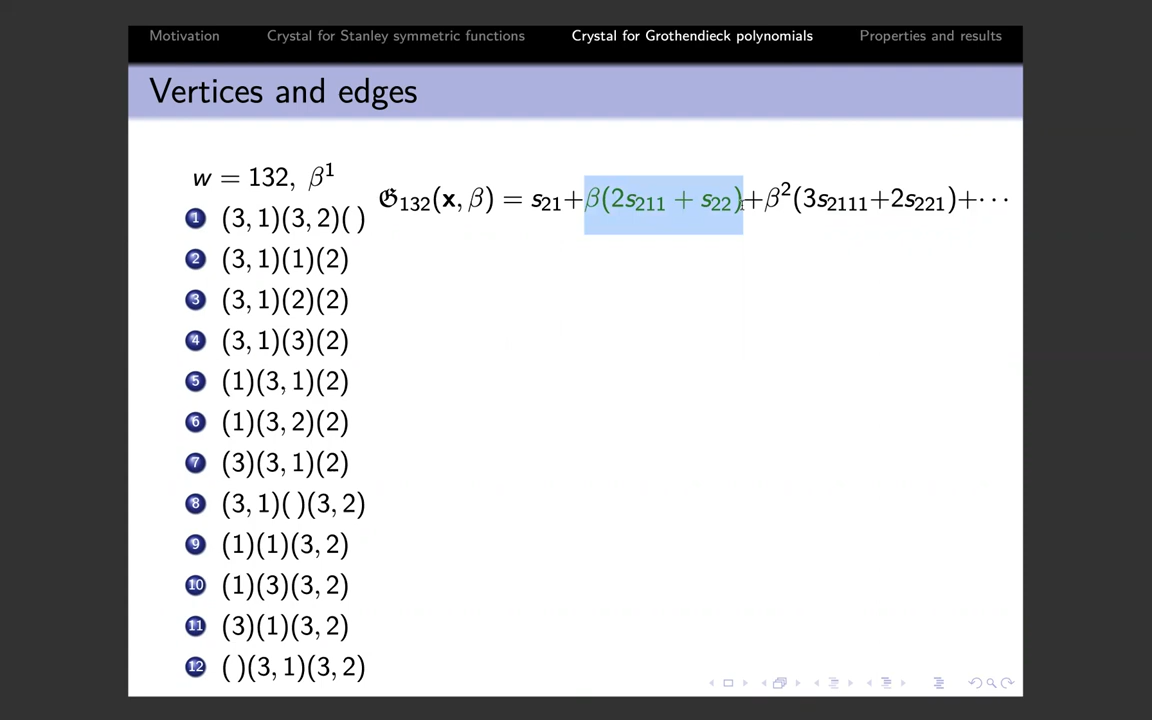 Motivation Crystal for Stanley symmetric functions Crystal for Grothendieck polynomials Properties and results
Vertices and edges
w = 132, β¹
𝔊₁₃₂(x, β) = s₂₁+β(2s₂₁₁ + s₂₂)+β²(3s₂₁₁₁+2s₂₂₁)+⋯
1 (3, 1)(3, 2)( )
2 (3, 1)(1)(2)
3 (3, 1)(2)(2)
4 (3, 1)(3)(2)
5 (1)(3, 1)(2)
6 (1)(3, 2)(2)
7 (3)(3, 1)(2)
8 (3, 1)( )(3, 2)
9 (1)(1)(3, 2)
10 (1)(3)(3, 2)
11 (3)(1)(3, 2)
12 ( )(3, 1)(3, 2)